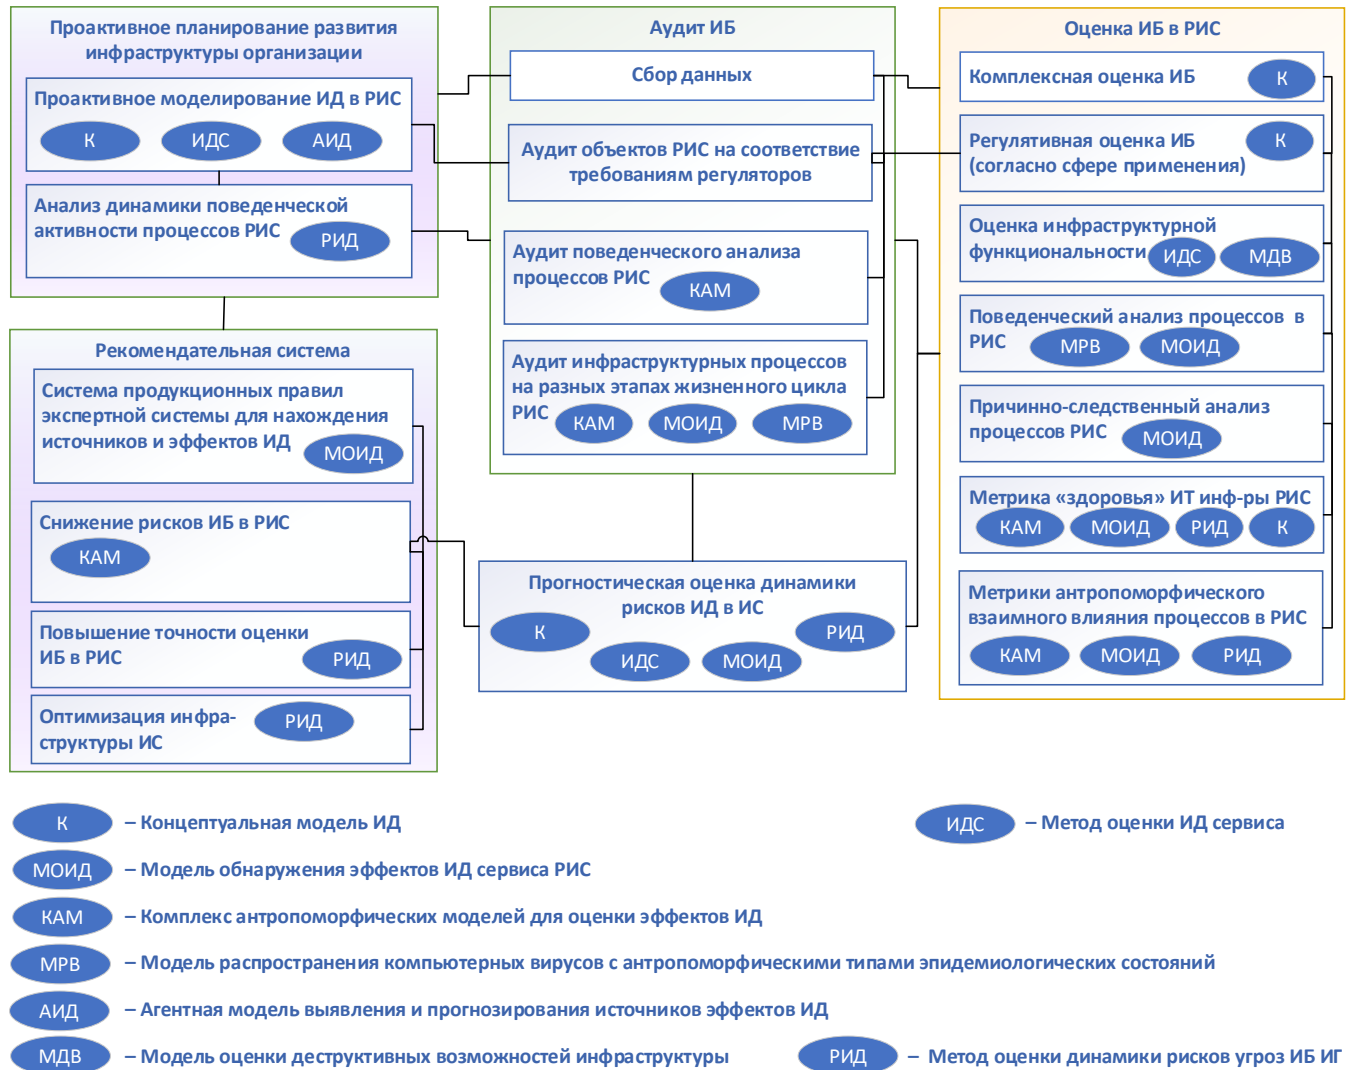 Проактивное планирование развития
инфраструктуры организации
Проактивное моделирование ИД в РИС
К
ИДС
АИД
Анализ динамики поведенческой
активности процессов РИС
РИД
Рекомендательная система
Система продукционных правил
экспертной системы для нахождения
источников и эффектов ИД
МОИД
Снижение рисков ИБ в РИС
КАМ
Повышение точности оценки
ИБ в РИС
РИД
Оптимизация инфра-
структуры ИС
РИД
Аудит ИБ
Сбор данных
Аудит объектов РИС на соответствие
требованиям регуляторов
Аудит поведенческого анализа
процессов РИС
КАМ
Аудит инфраструктурных процессов
на разных этапах жизненного цикла
РИС
КАМ
МОИД
МРВ
Прогностическая оценка динамики
рисков ИД в ИС
К
ИДС
МОИД
РИД
Оценка ИБ в РИС
Комплексная оценка ИБ
К
Регулятивная оценка ИБ
(согласно сфере применения)
К
Оценка инфраструктурной
функциональности
ИДС
МДВ
Поведенческий анализ процессов в
РИС
МРВ
МОИД
Причинно-следственный анализ
процессов РИС
МОИД
Метрика «здоровья» ИТ инф-ры РИС
КАМ
МОИД
РИД
К
Метрики антропоморфического
взаимного влияния процессов в РИС
КАМ
МОИД
РИД
К – Концептуальная модель ИД
ИДС – Метод оценки ИД сервиса
МОИД – Модель обнаружения эффектов ИД сервиса РИС
КАМ – Комплекс антропоморфических моделей для оценки эффектов ИД
МРВ – Модель распространения компьютерных вирусов с антропоморфическими типами эпидемиологических состояний
АИД – Агентная модель выявления и прогнозирования источников эффектов ИД
МДВ – Модель оценки деструктивных возможностей инфраструктуры
РИД – Метод оценки динамики рисков угроз ИБ ИГ